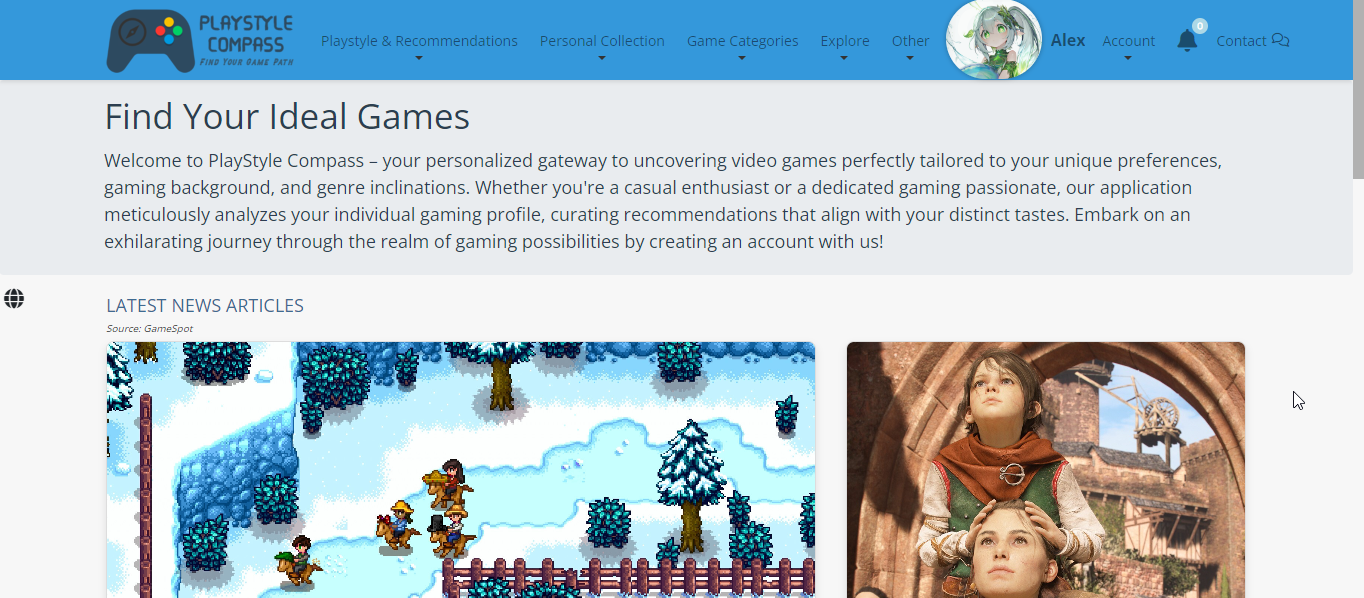 PLAYSTYLE
COMPASS
FIND YOUR GAME PATH
Playstyle & Recommendations
Personal Collection
Game Categories
Explore
Other
Alex
Account
0
Contact
Find Your Ideal Games
Welcome to PlayStyle Compass – your personalized gateway to uncovering video games perfectly tailored to your unique preferences,
gaming background, and genre inclinations. Whether you're a casual enthusiast or a dedicated gaming passionate, our application
meticulously analyzes your individual gaming profile, curating recommendations that align with your distinct tastes. Embark on an
exhilarating journey through the realm of gaming possibilities by creating an account with us!
LATEST NEWS ARTICLES
Source: GameSpot